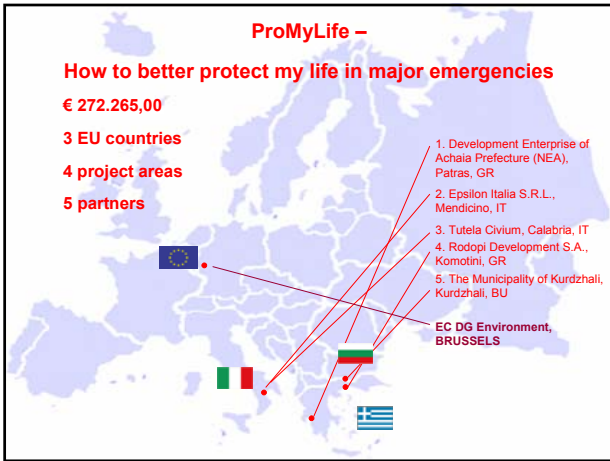 ProMyLife –
How to better protect my life in major emergencies
€ 272.265,00
3 EU countries
4 project areas
5 partners
1. Development Enterprise of
Achaia Prefecture (NEA),
Patras, GR
2. Epsilon Italia S.R.L.,
Mendicino, IT
3. Tutela Civium, Calabria, IT
4. Rodopi Development S.A.,
Komotini, GR
5. The Municipality of Kurdzhali,
Kurdzhali, BU
EC DG Environment,
BRUSSELS